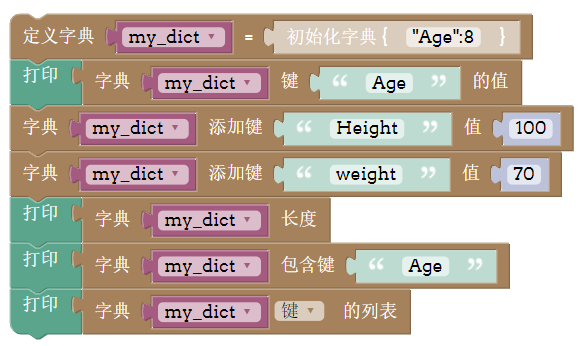 定义字典 my_dict = 初始化字典{ "Age":8 }
打印 字典 my_dict 键 “ Age ” 的值
字典 my_dict 添加键 “ Height ” 值 100
字典 my_dict 添加键 “ weight ” 值 70
打印 字典 my_dict 长度
打印 字典 my_dict 包含键 “ Age ”
打印 字典 my_dict 键 的列表